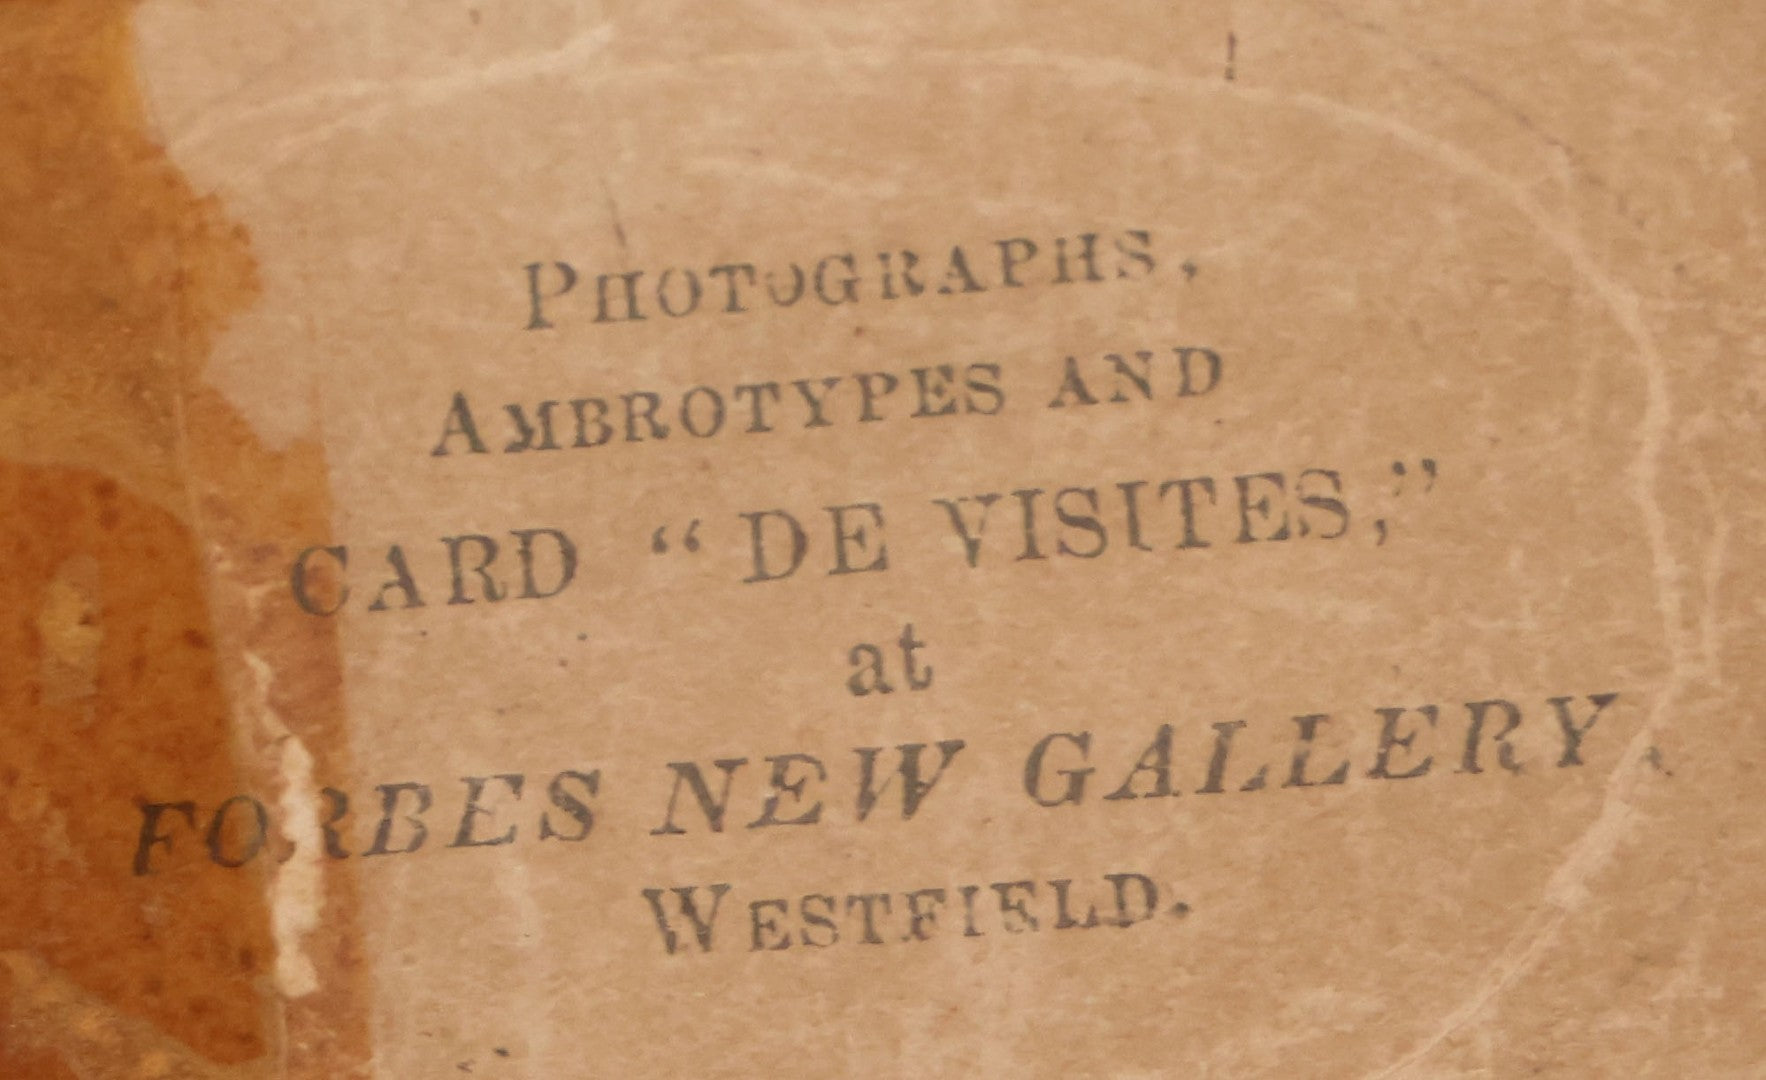 PHOTOGRAPHS,
AMBROTYPES AND
CARD “DE VISITES,”
at
FORBES NEW GALLERY.
WESTFIELD.